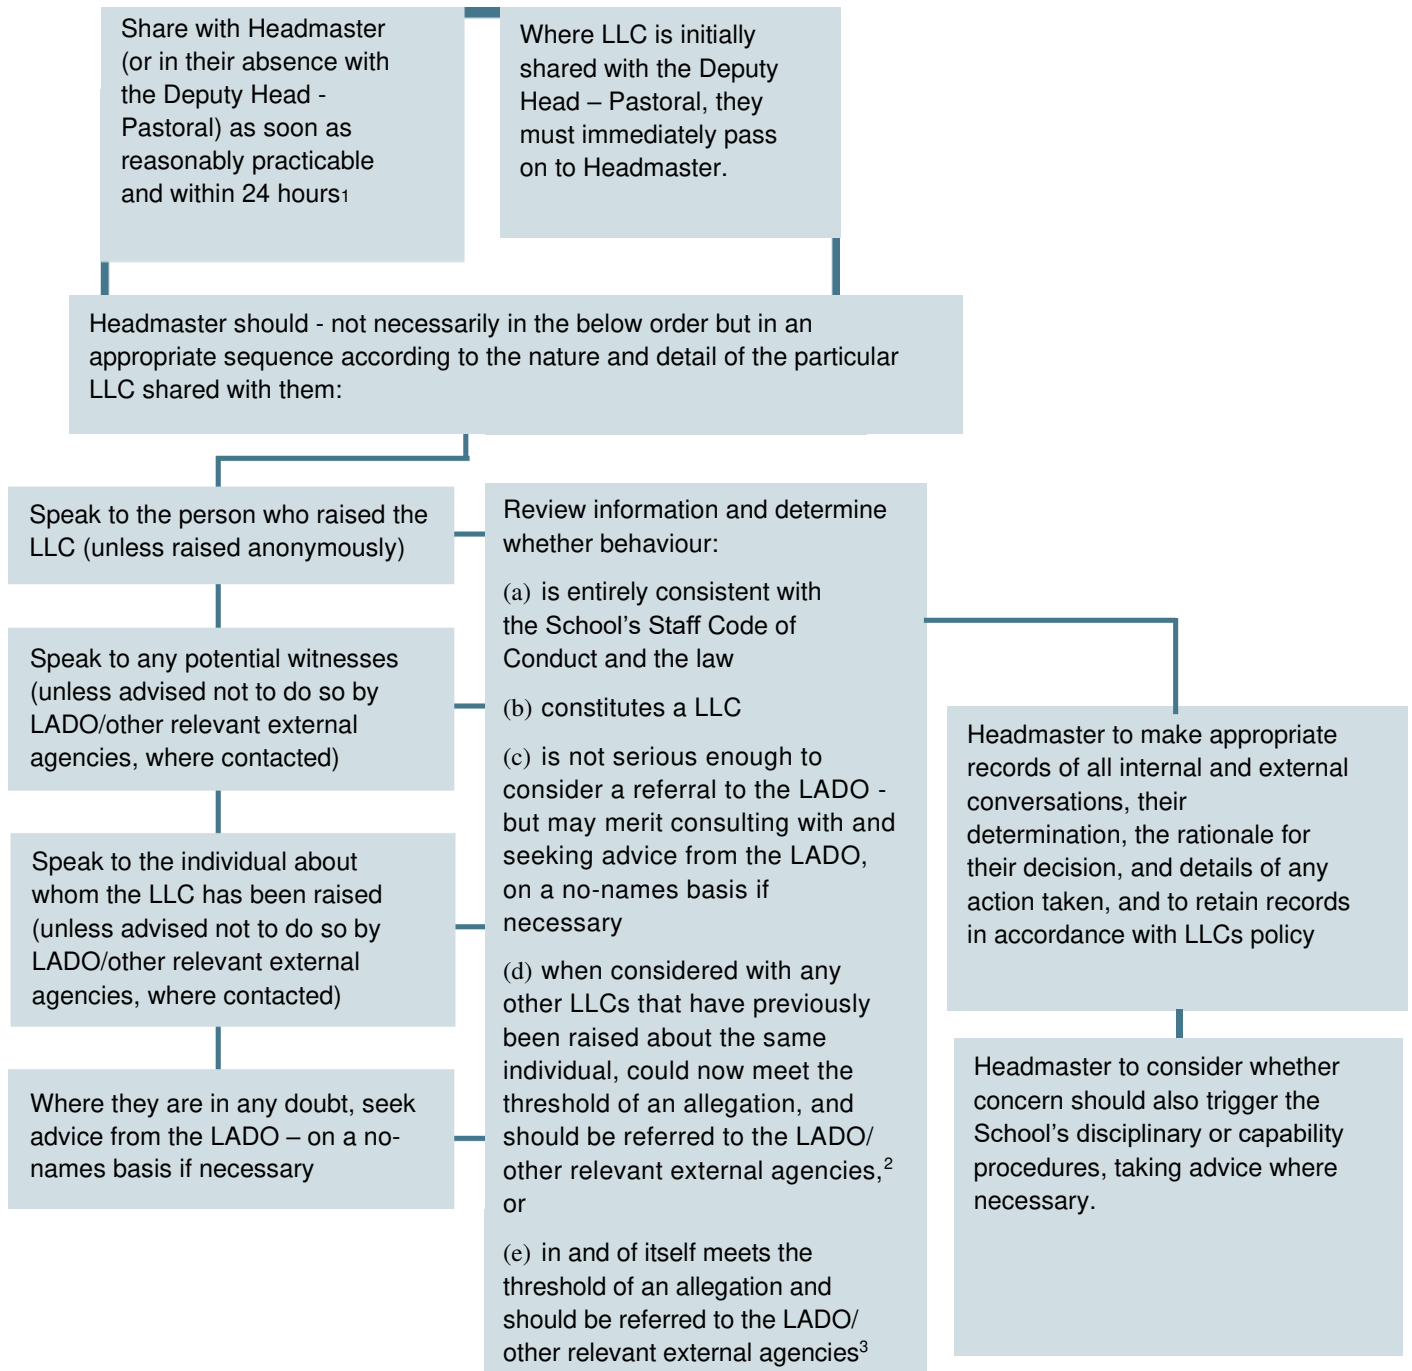 Share with Headmaster
(or in their absence with
the Deputy Head -
Pastoral) as soon as
reasonably practicable
and within 24 hours1
Where LLC is initially
shared with the Deputy
Head – Pastoral, they
must immediately pass
on to Headmaster.
Headmaster should - not necessarily in the below order but in an
appropriate sequence according to the nature and detail of the particular
LLC shared with them:
Speak to the person who raised the
LLC (unless raised anonymously)
Speak to any potential witnesses
(unless advised not to do so by
LADO/other relevant external
agencies, where contacted)
Speak to the individual about
whom the LLC has been raised
(unless advised not to do so by
LADO/other relevant external
agencies, where contacted)
Where they are in any doubt, seek
advice from the LADO – on a no-
names basis if necessary
Review information and determine
whether behaviour:
(a) is entirely consistent with
the School’s Staff Code of
Conduct and the law
(b) constitutes a LLC
(c) is not serious enough to
consider a referral to the LADO -
but may merit consulting with and
seeking advice from the LADO,
on a no-names basis if
necessary
(d) when considered with any
other LLCs that have previously
been raised about the same
individual, could now meet the
threshold of an allegation, and
should be referred to the LADO/
other relevant external agencies,²
or
(e) in and of itself meets the
threshold of an allegation and
should be referred to the LADO/
other relevant external agencies³
Headmaster to make appropriate
records of all internal and external
conversations, their
determination, the rationale for
their decision, and details of any
action taken, and to retain records
in accordance with LLCs policy
Headmaster to consider whether
concern should also trigger the
School’s disciplinary or capability
procedures, taking advice where
necessary.